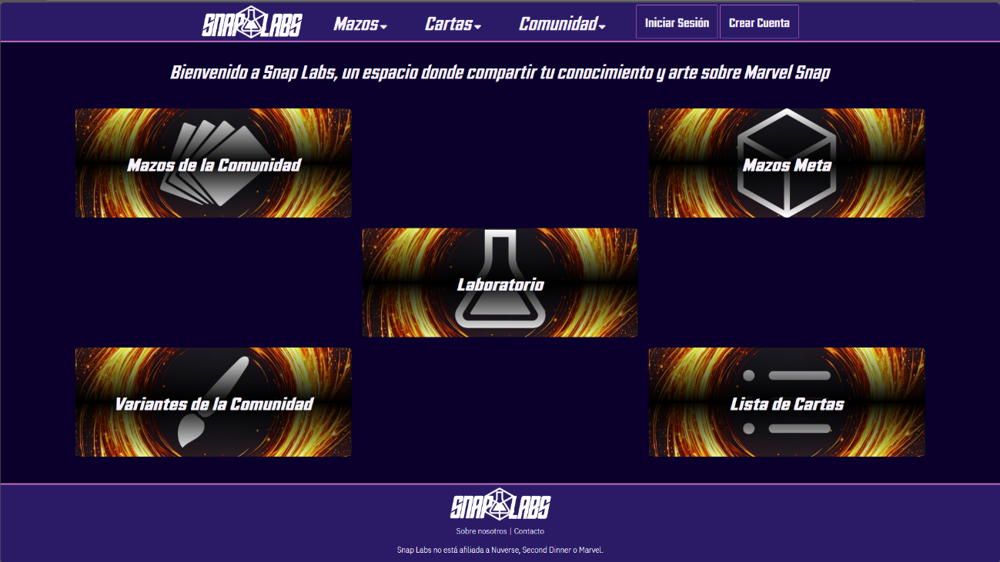 SNAP LABS
Mazos
Cartas
Comunidad
Iniciar Sesión
Crear Cuenta
Bienvenido a Snap Labs, un espacio donde compartir tu conocimiento y arte sobre Marvel Snap
Mazos de la Comunidad
Mazos Meta
Laboratorio
Variantes de la Comunidad
Lista de Cartas
SNAP LABS
Sobre nosotros | Contacto
Snap Labs no está afiliada a Nuverse, Second Dinner o Marvel.